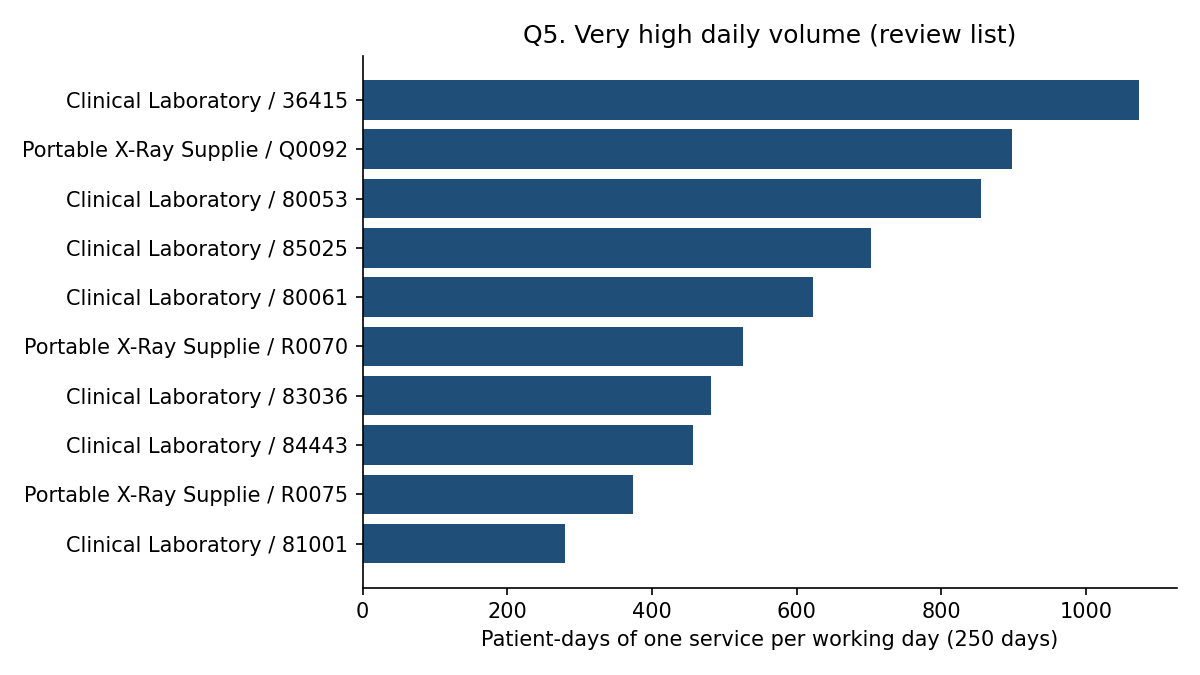 Q5. Very high daily volume (review list)
Clinical Laboratory / 36415
Portable X-Ray Supplie / Q0092
Clinical Laboratory / 80053
Clinical Laboratory / 85025
Clinical Laboratory / 80061
Portable X-Ray Supplie / R0070
Clinical Laboratory / 83036
Clinical Laboratory / 84443
Portable X-Ray Supplie / R0075
Clinical Laboratory / 81001
0 200 400 600 800 1000
Patient-days of one service per working day (250 days)